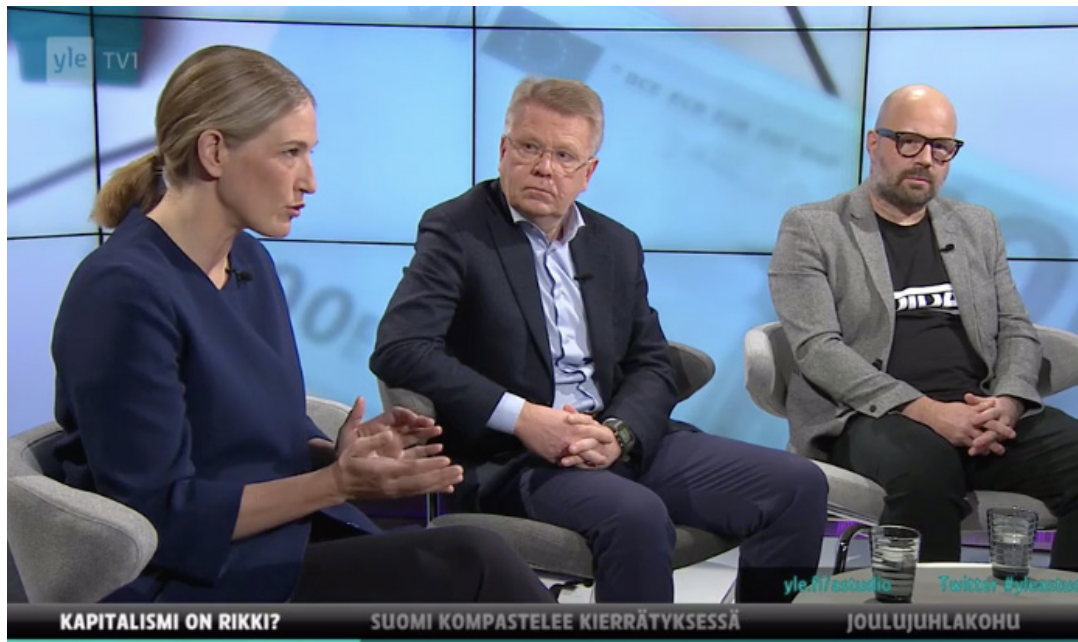 yle TV1
yle.fi/astudio
KAPITALISMI ON RIKKI?
SUOMI KOMPASTELEE KIERRÄTYKSESSÄ
JOULUJUHLAKOHU